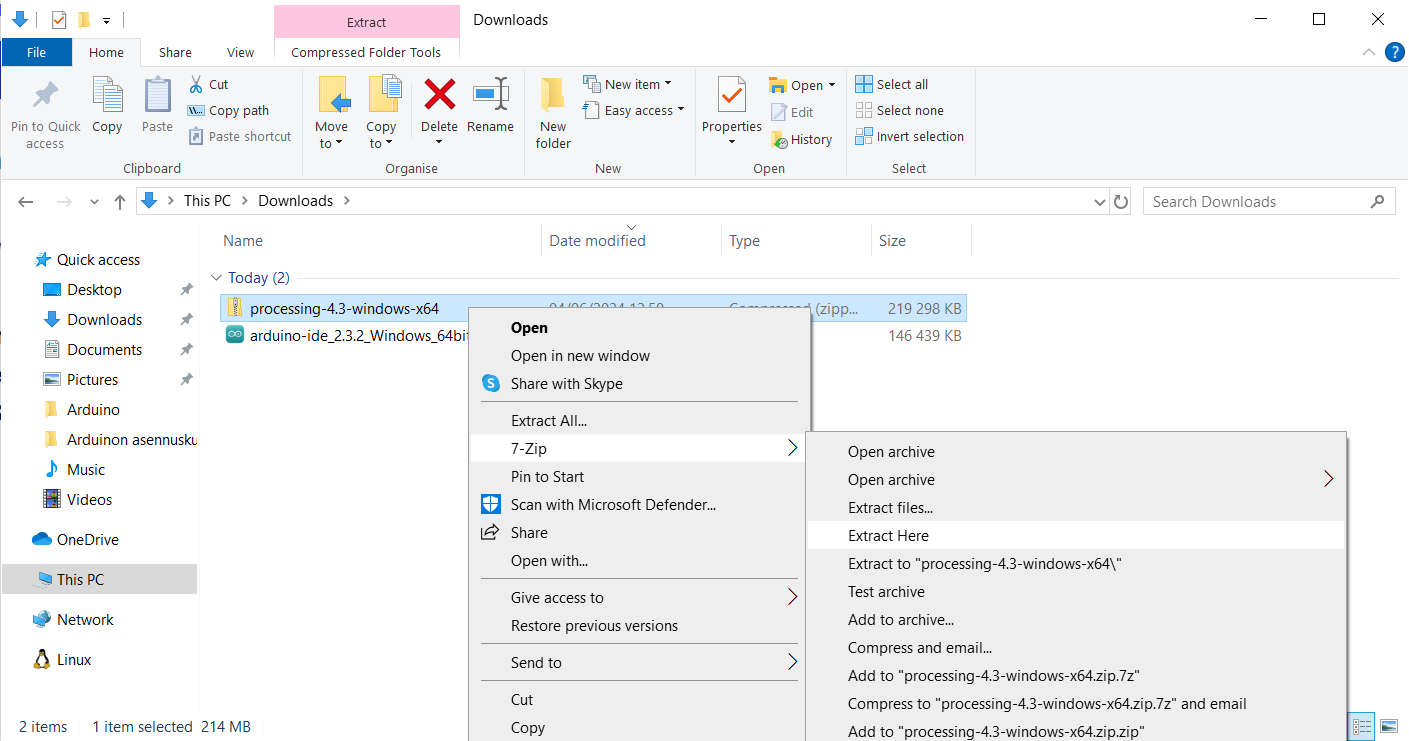 Extract
Downloads
File
Home
Share
View
Compressed Folder Tools
Pin to Quick
access
Copy
Paste
Cut
Copy path
Paste shortcut
Clipboard
Move
to
Copy
to
Delete
Rename
Organise
New
folder
New item
Easy access
New
Properties
Open
Edit
History
Open
Select all
Select none
Invert selection
Select
This PC
Downloads
Search Downloads
Name
Date modified
Type
Size
Quick access
Desktop
Downloads
Documents
Pictures
Arduino
Arduinon asennusku
Music
Videos
OneDrive
This PC
Network
Linux
Today (2)
processing-4.3-windows-x64
04/06/2024 12.50
Compressed (zipp...
219 298 KB
arduino-ide_2.3.2_Windows_64bit
146 439 KB
Open
Open in new window
Share with Skype
Extract All...
7-Zip
Pin to Start
Scan with Microsoft Defender...
Share
Open with...
Give access to
Restore previous versions
Send to
Cut
Copy
Open archive
Open archive
Extract files...
Extract Here
Extract to "processing-4.3-windows-x64\"
Test archive
Add to archive...
Compress and email...
Add to "processing-4.3-windows-x64.zip.7z"
Compress to "processing-4.3-windows-x64.zip.7z" and email
Add to "processing-4.3-windows-x64.zip.zip"
2 items
1 item selected 214 MB